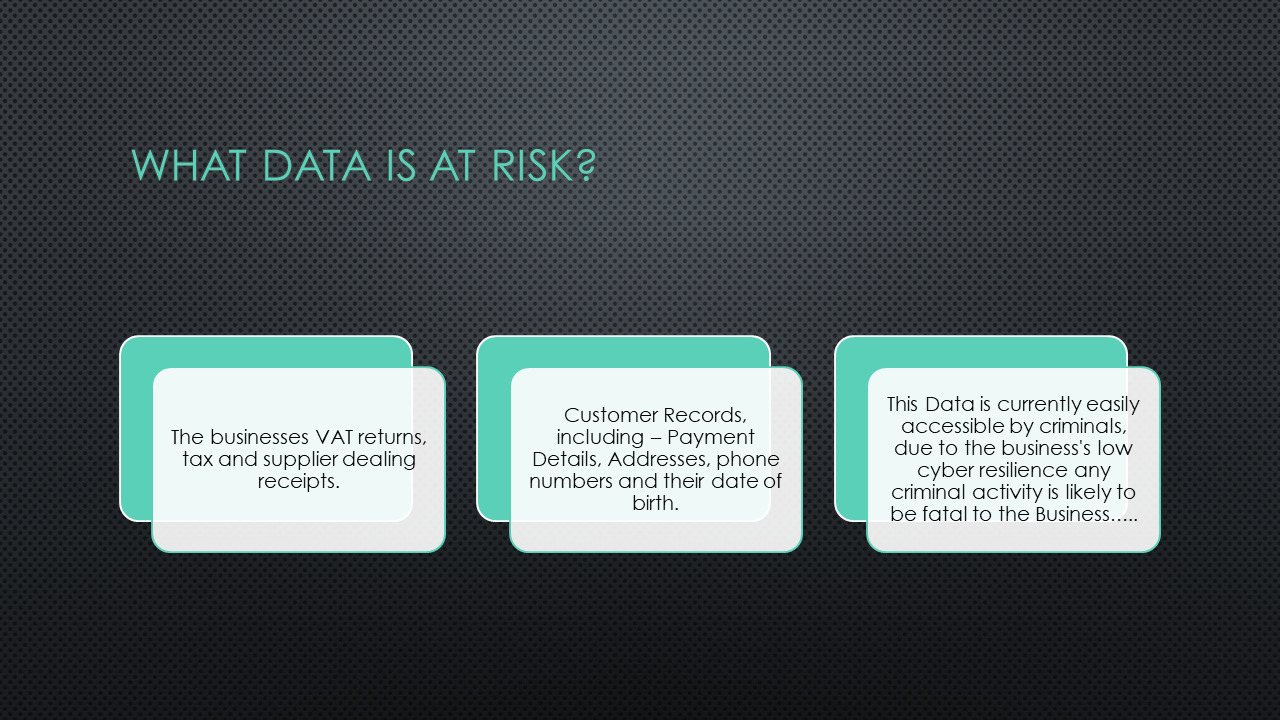 WHAT DATA IS AT RISK?
The businesses VAT returns,
tax and supplier dealing
receipts.
Customer Records,
including – Payment
Details, Addresses, phone
numbers and their date of
birth.
This Data is currently easily
accessible by criminals,
due to the business's low
cyber resilience any
criminal activity is likely to
be fatal to the Business…..